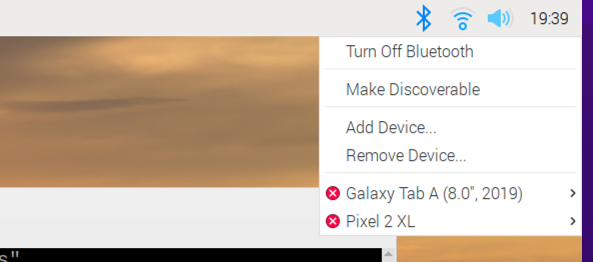 19:39
Turn Off Bluetooth
Make Discoverable
Add Device...
Remove Device...
Galaxy Tab A (8.0", 2019)
Pixel 2 XL
s"